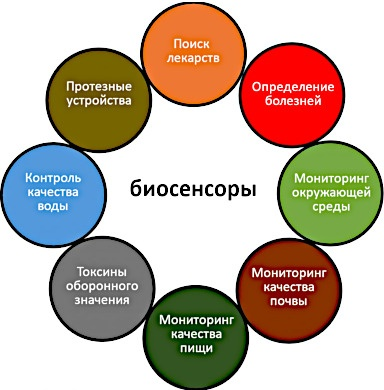 Поиск
лекарств
Определение
болезней
Мониторинг
окружающей
среды
Мониторинг
качества
почвы
Мониторинг
качества
пищи
Токсины
оборонного
значения
Контроль
качества
воды
Протезные
устройства
биосенсоры